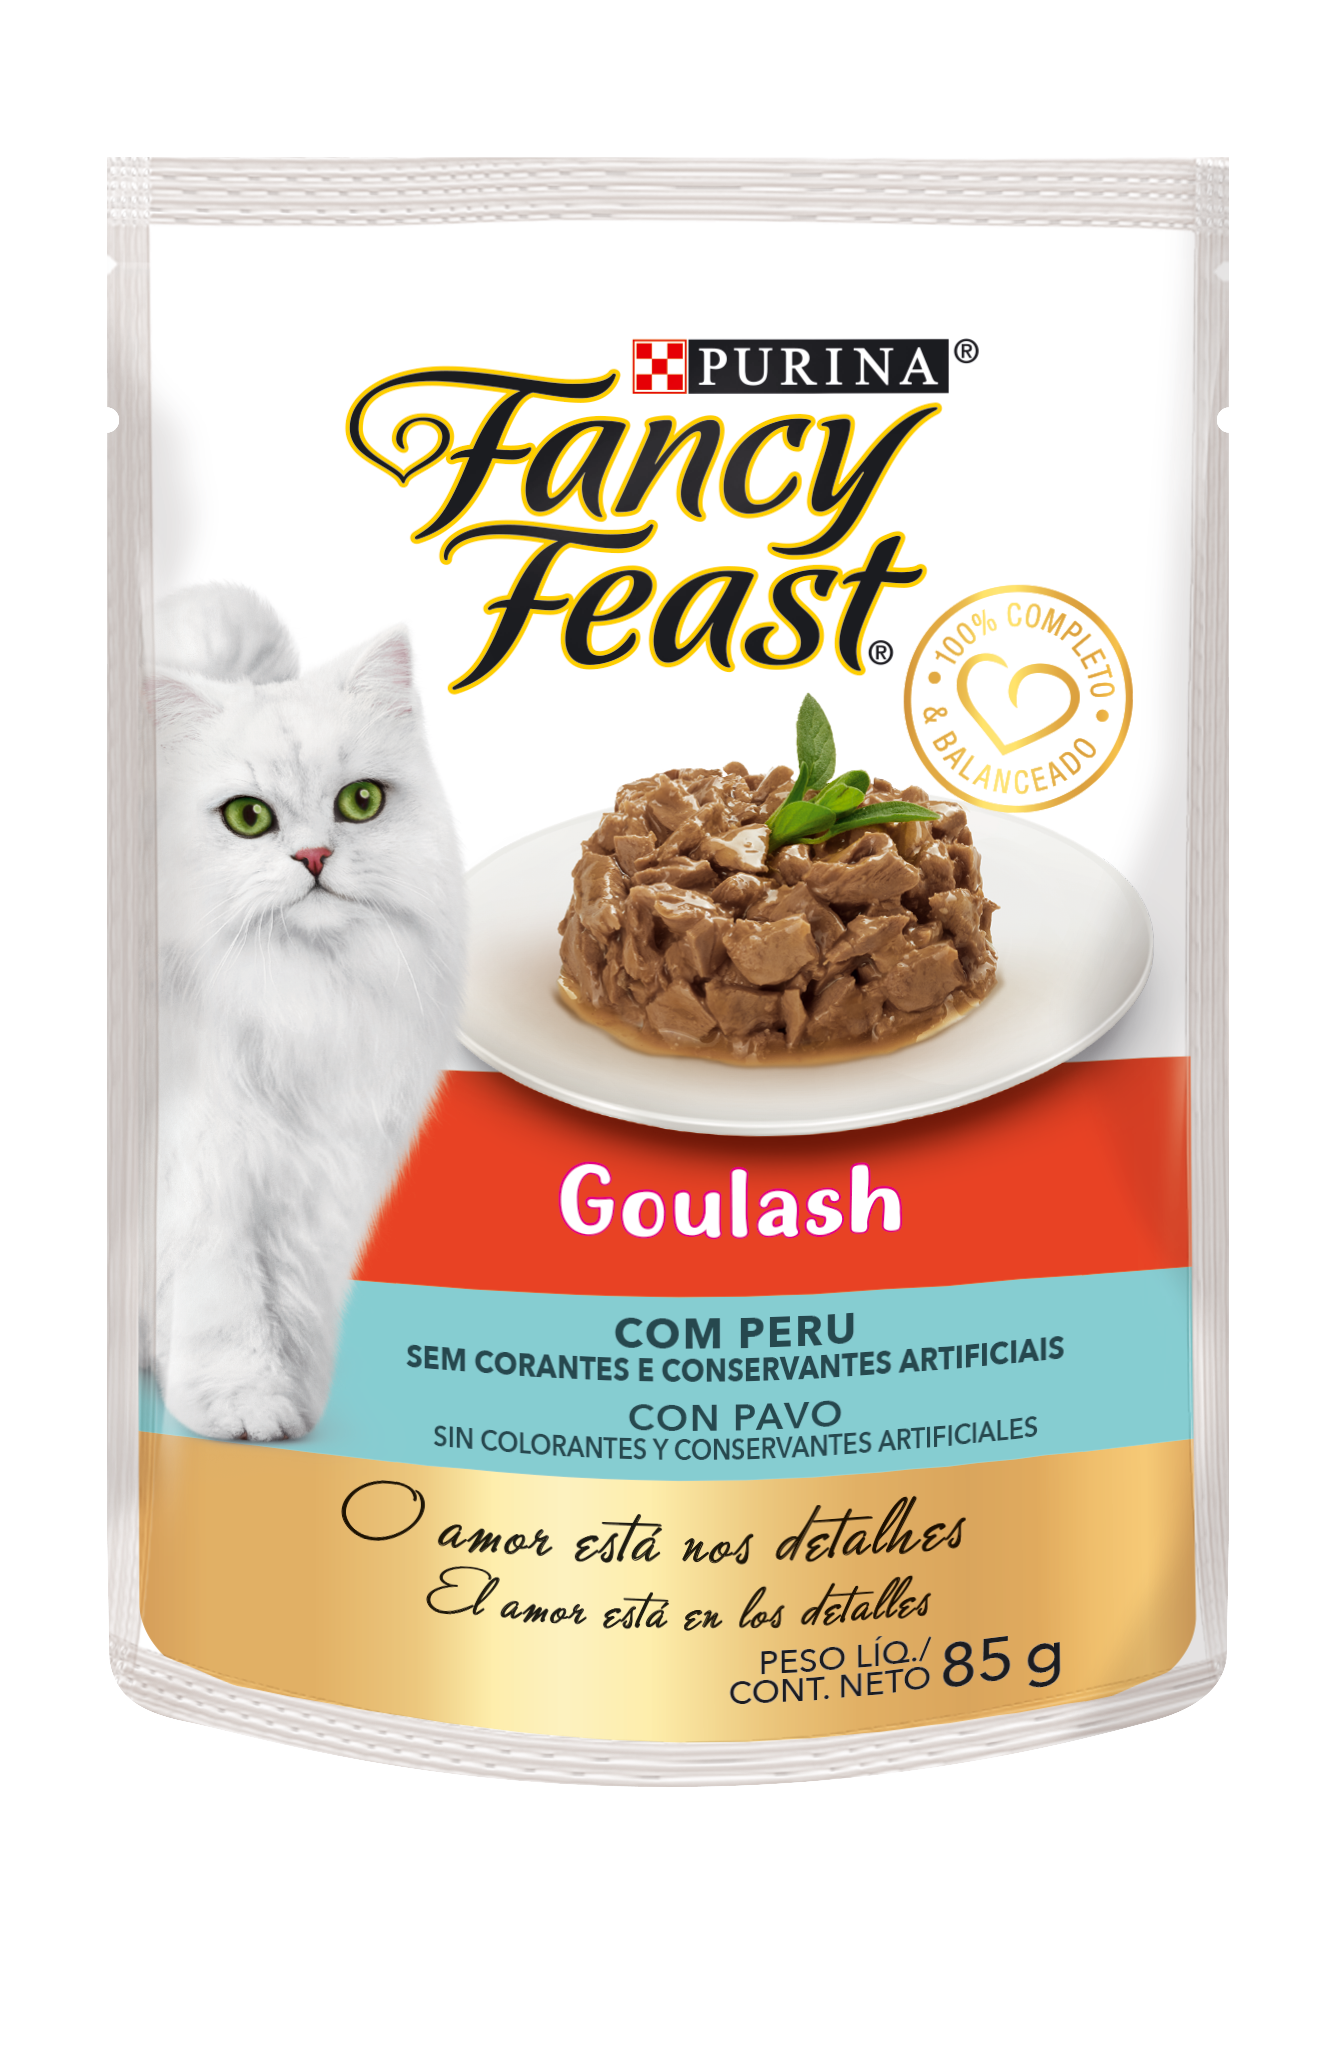 PURINA®
Fancy
Feast®
100% COMPLETO
& BALANCEADO
Goulash
COM PERU
SEM CORANTES E CONSERVANTES ARTIFICIAIS
CON PAVO
SIN COLORANTES Y CONSERVANTES ARTIFICIALES
O amor está nos detalhes
El amor está en los detalles
PESO LÍQ./
CONT. NETO 85 g